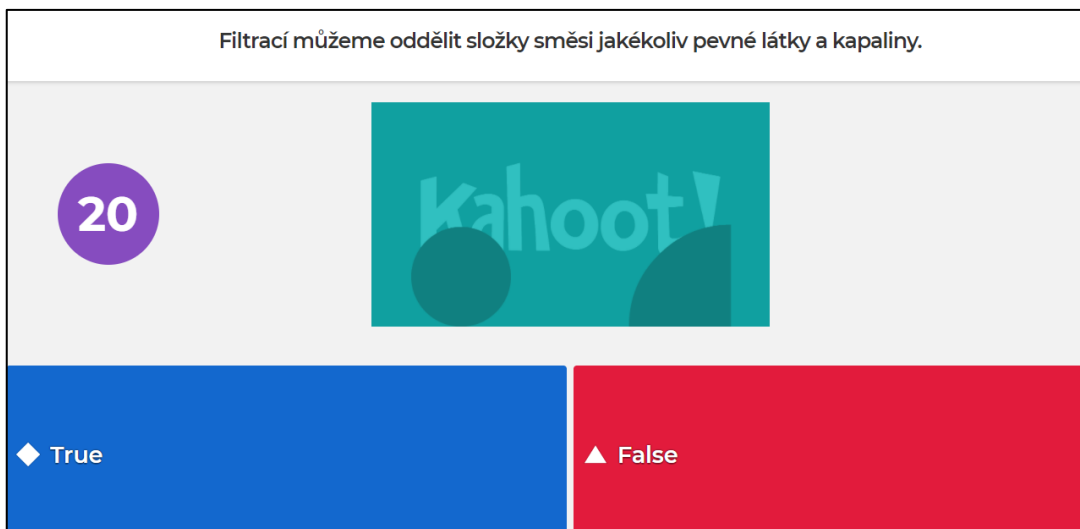 Filtrací můžeme oddělit složky směsi jakékoliv pevné látky a kapaliny.
20
Kahoot!
True
False